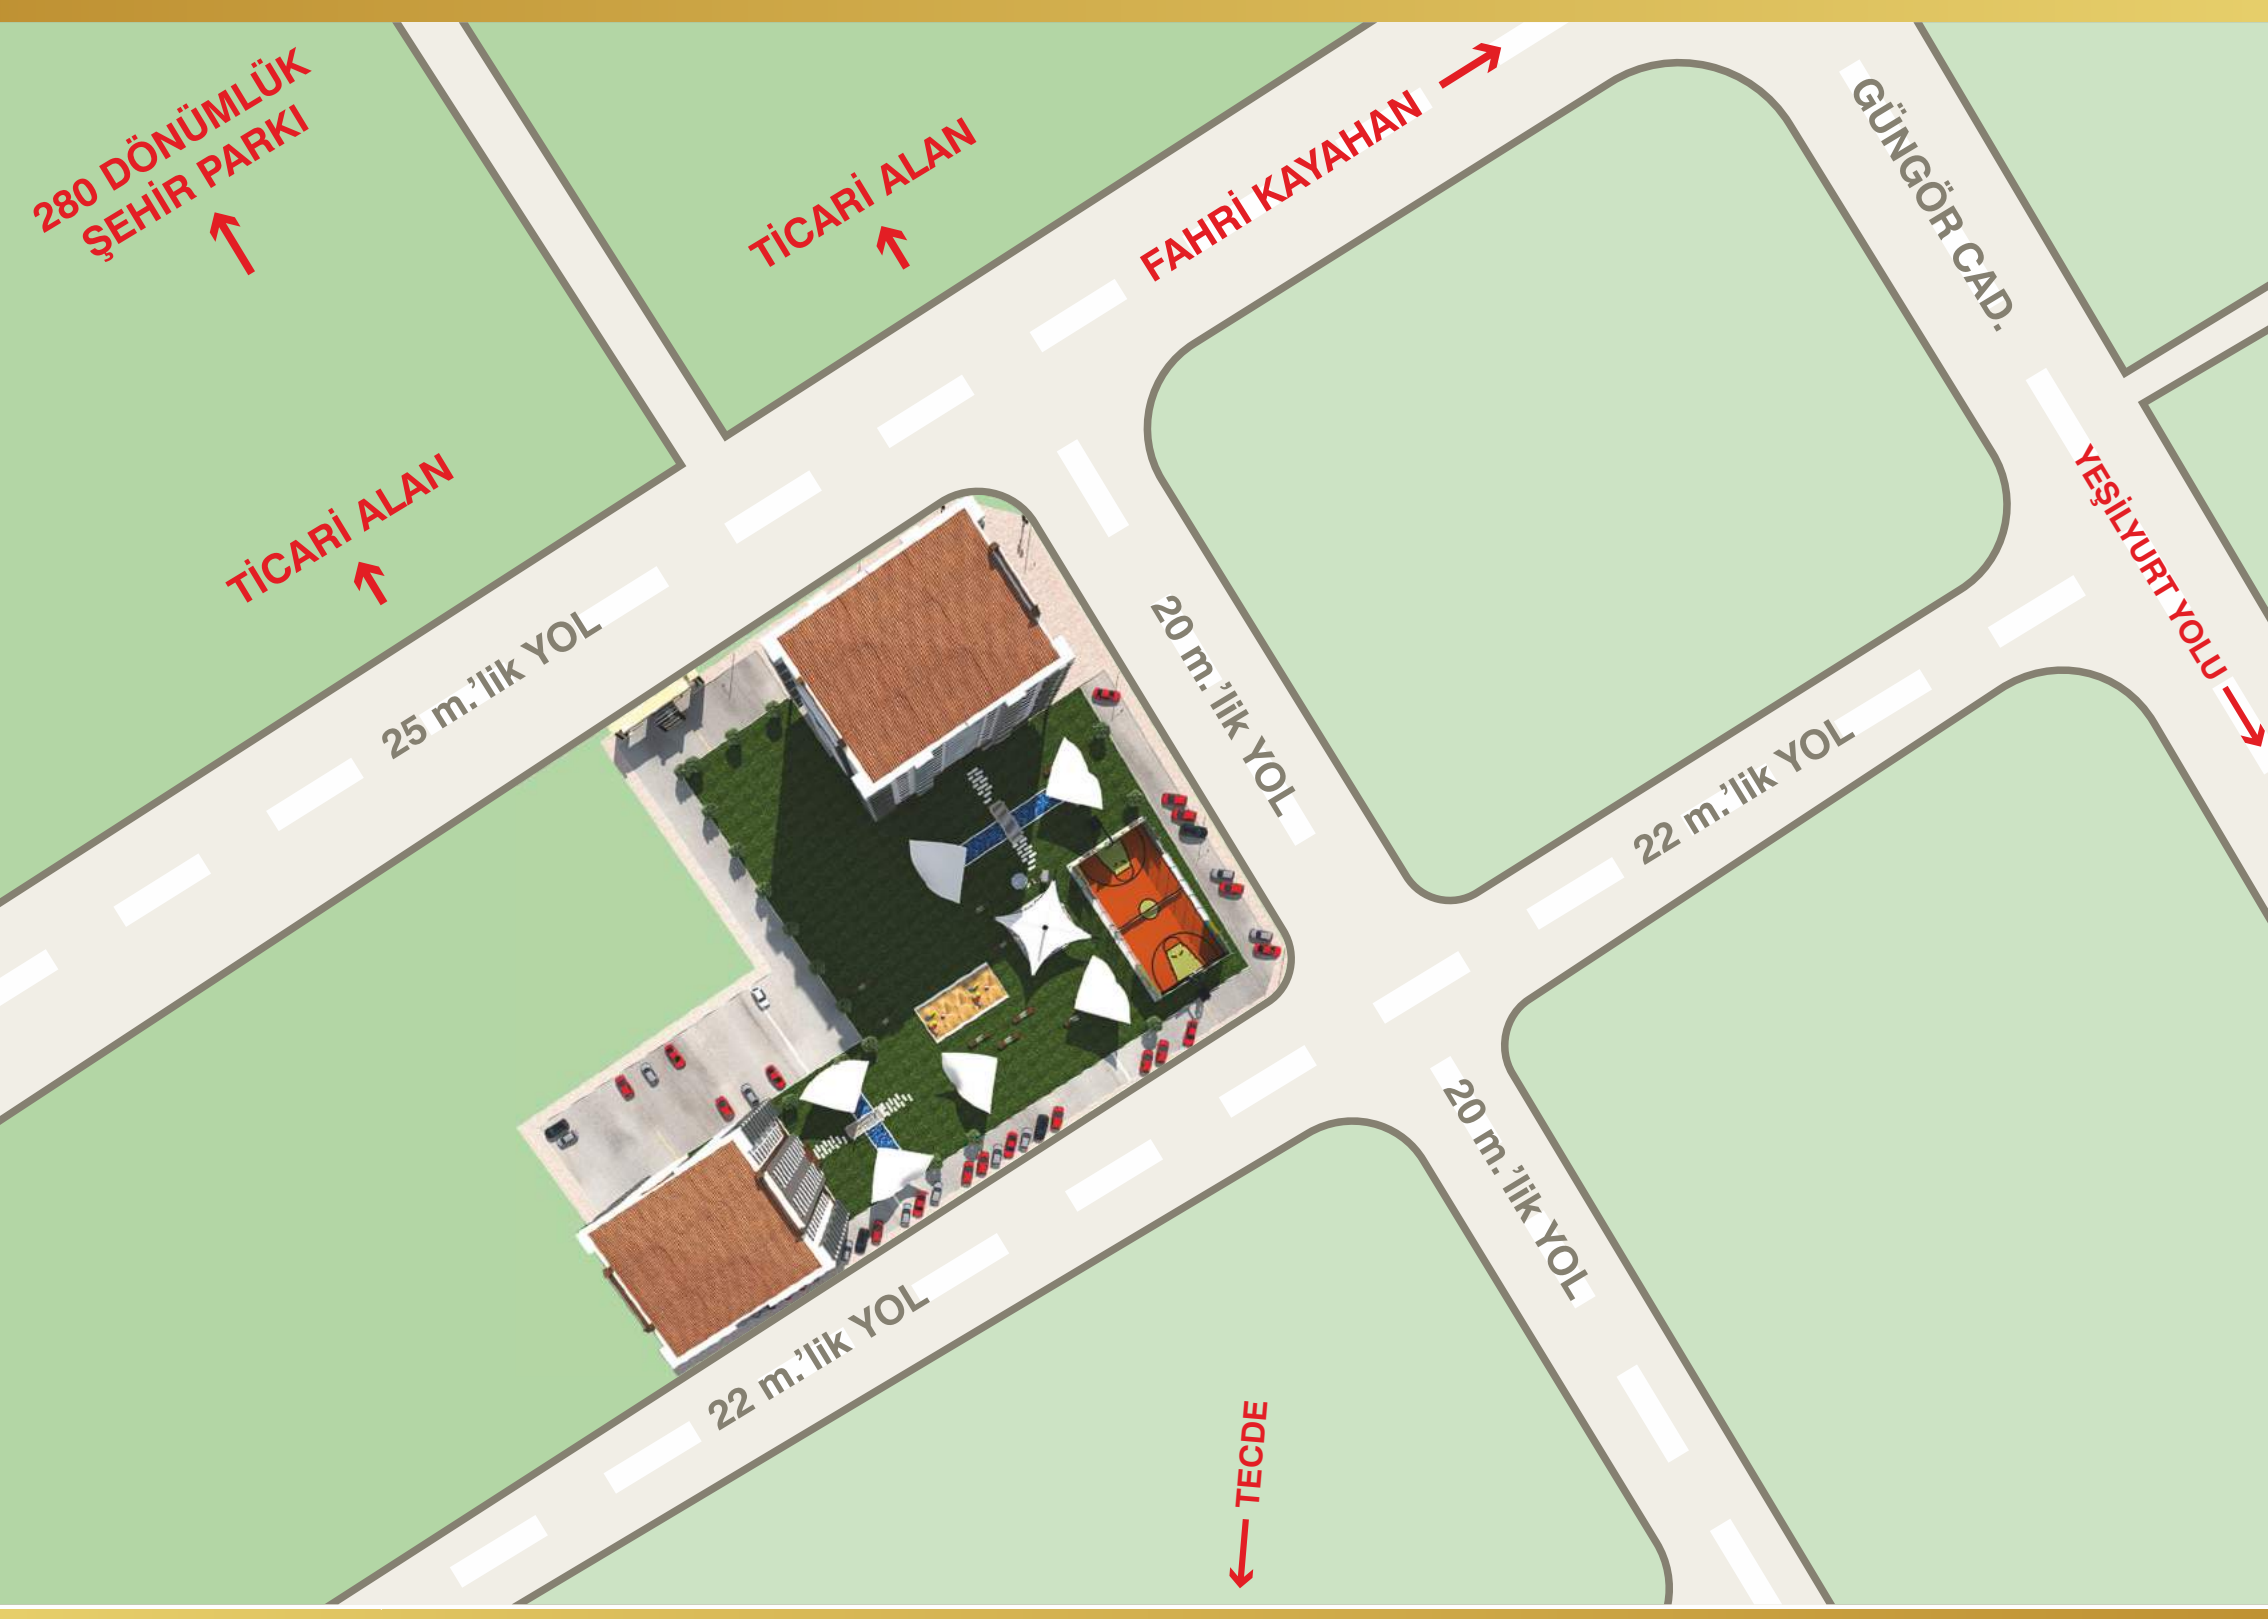 280 DÖNÜMLÜK
ŞEHİR PARKI
TİCARİ ALAN
FAHRİ KAYAHAN
GÜNGÖR CAD.
TİCARİ ALAN
25 m.'lik YOL
20 m.'lik YOL
YEŞİLYURT YOLU
22 m.'lik YOL
20 m.'lik YOL
22 m.'lik YOL
TECDE